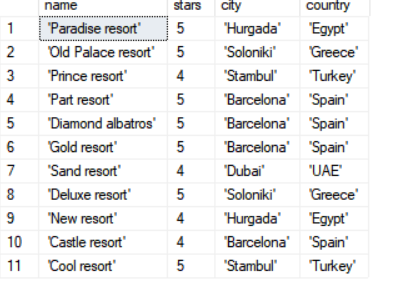 name stars city country
1 'Paradise resort' 5 'Hurgada' 'Egypt'
2 'Old Palace resort' 5 'Soloniki' 'Greece'
3 'Prince resort' 4 'Stambul' 'Turkey'
4 'Part resort' 5 'Barcelona' 'Spain'
5 'Diamond albatros' 5 'Barcelona' 'Spain'
6 'Gold resort' 5 'Barcelona' 'Spain'
7 'Sand resort' 4 'Dubai' 'UAE'
8 'Deluxe resort' 5 'Soloniki' 'Greece'
9 'New resort' 4 'Hurgada' 'Egypt'
10 'Castle resort' 4 'Barcelona' 'Spain'
11 'Cool resort' 5 'Stambul' 'Turkey'